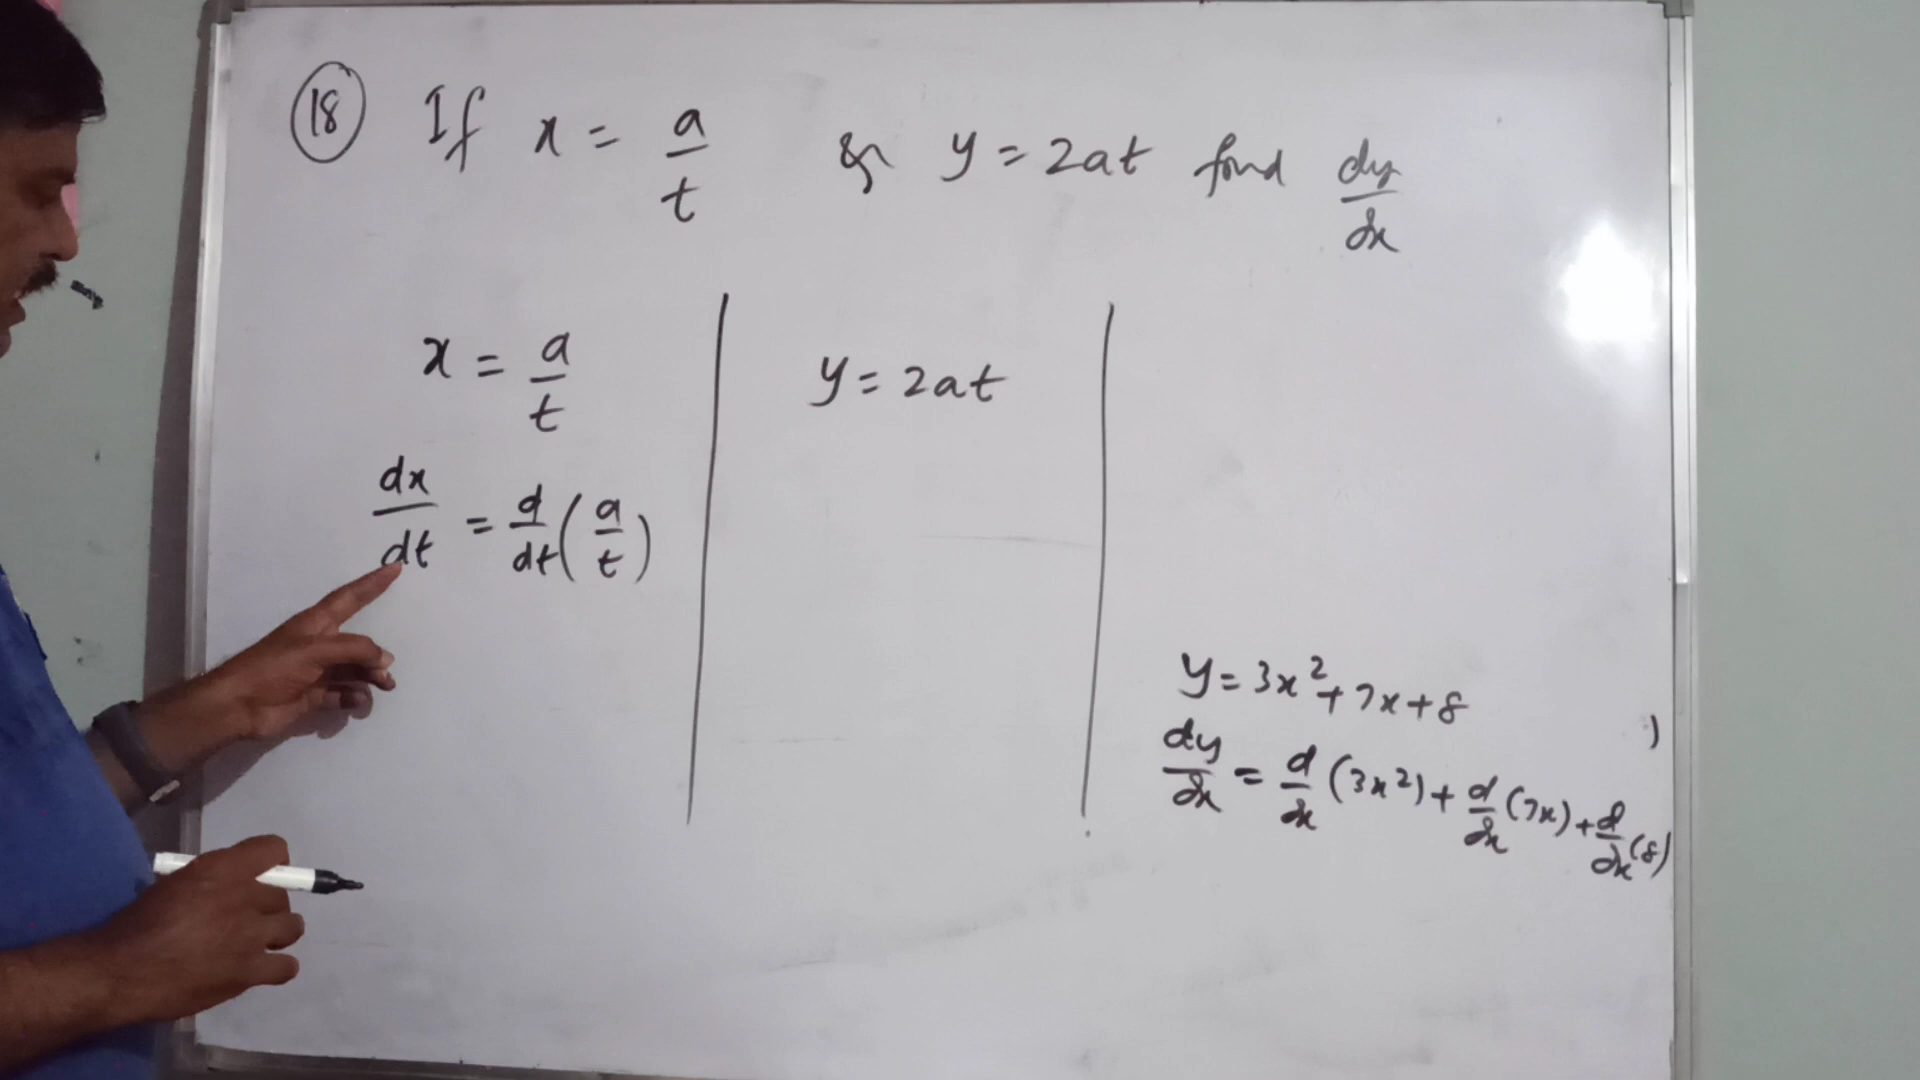 18 If x = a/t & y = 2at find dy/dx
x = a/t
dx/dt = d/dt (a/t)
y = 2at
y = 3x² + 7x + 8
)
dy/dx = d/dx (3x²) + d/dx (7x) + d/dx (8)